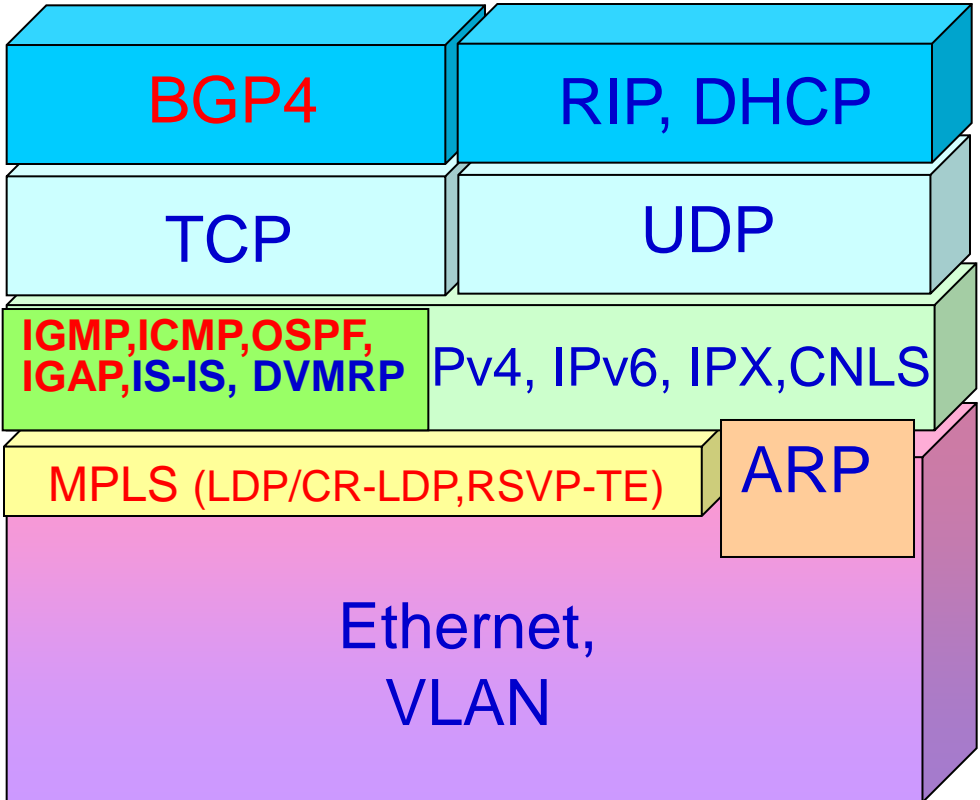 BGP4
RIP, DHCP
TCP
UDP
IGMP,ICMP,OSPF,
IGAP,IS-IS, DVMRP
Pv4, IPv6, IPX,CNLS
MPLS (LDP/CR-LDP,RSVP-TE)
ARP
Ethernet,
VLAN